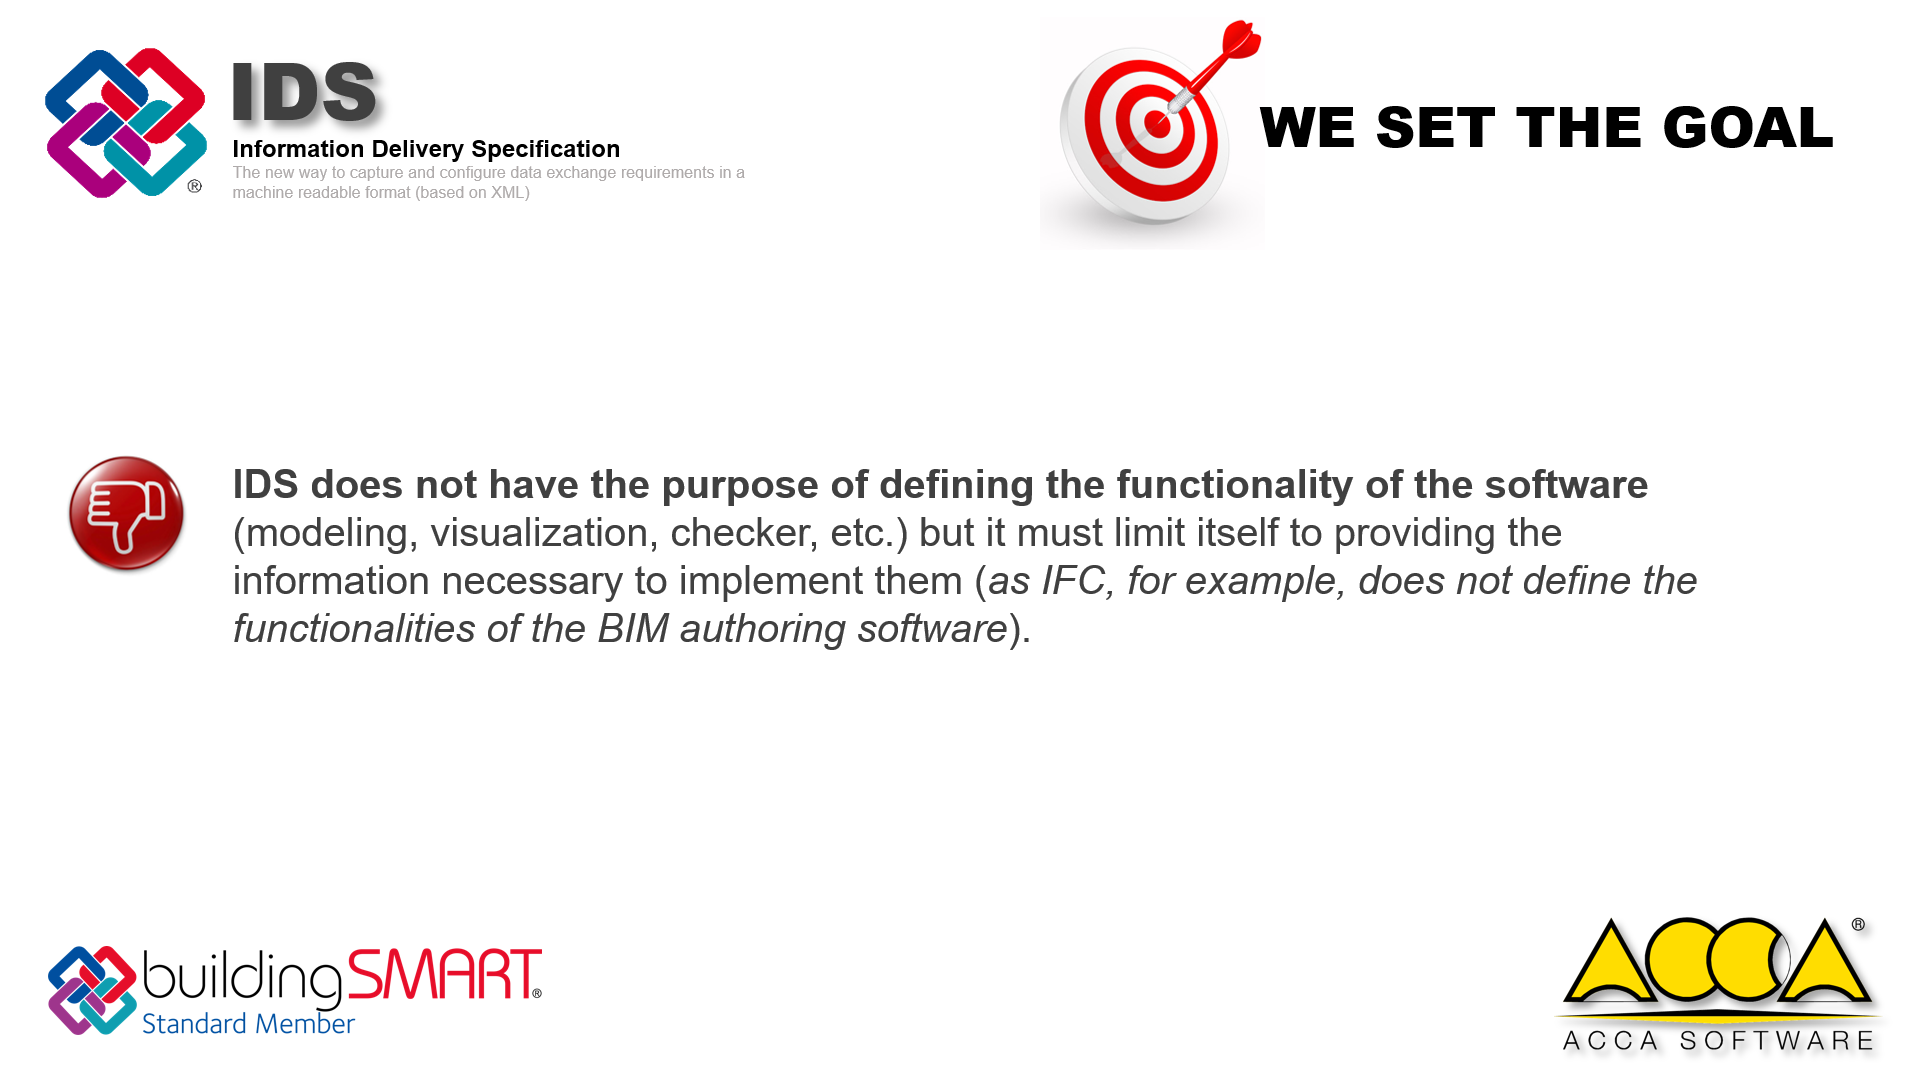 IDS
Information Delivery Specification
The new way to capture and configure data exchange requirements in a
machine readable format (based on XML)
®
WE SET THE GOAL
IDS does not have the purpose of defining the functionality of the software
(modeling, visualization, checker, etc.) but it must limit itself to providing the
information necessary to implement them (as IFC, for example, does not define the
functionalities of the BIM authoring software).
buildingSMART®
Standard Member
ACCA®
ACCA SOFTWARE